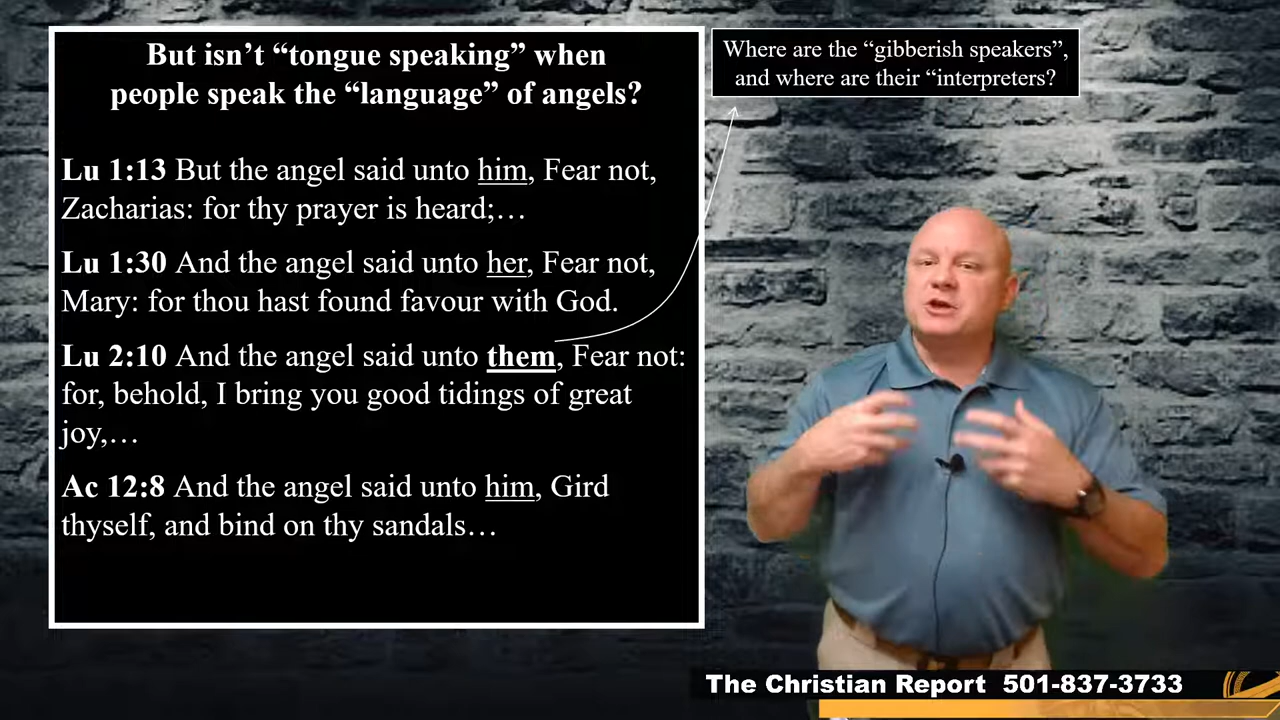 But isn’t “tongue speaking” when
people speak the “language” of angels?
Lu 1:13 But the angel said unto him, Fear not,
Zacharias: for thy prayer is heard;…
Lu 1:30 And the angel said unto her, Fear not,
Mary: for thou hast found favour with God.
Lu 2:10 And the angel said unto them, Fear not:
for, behold, I bring you good tidings of great
joy,…
Ac 12:8 And the angel said unto him, Gird
thyself, and bind on thy sandals…
Where are the “gibberish speakers”,
and where are their “interpreters?
The Christian Report 501-837-3733